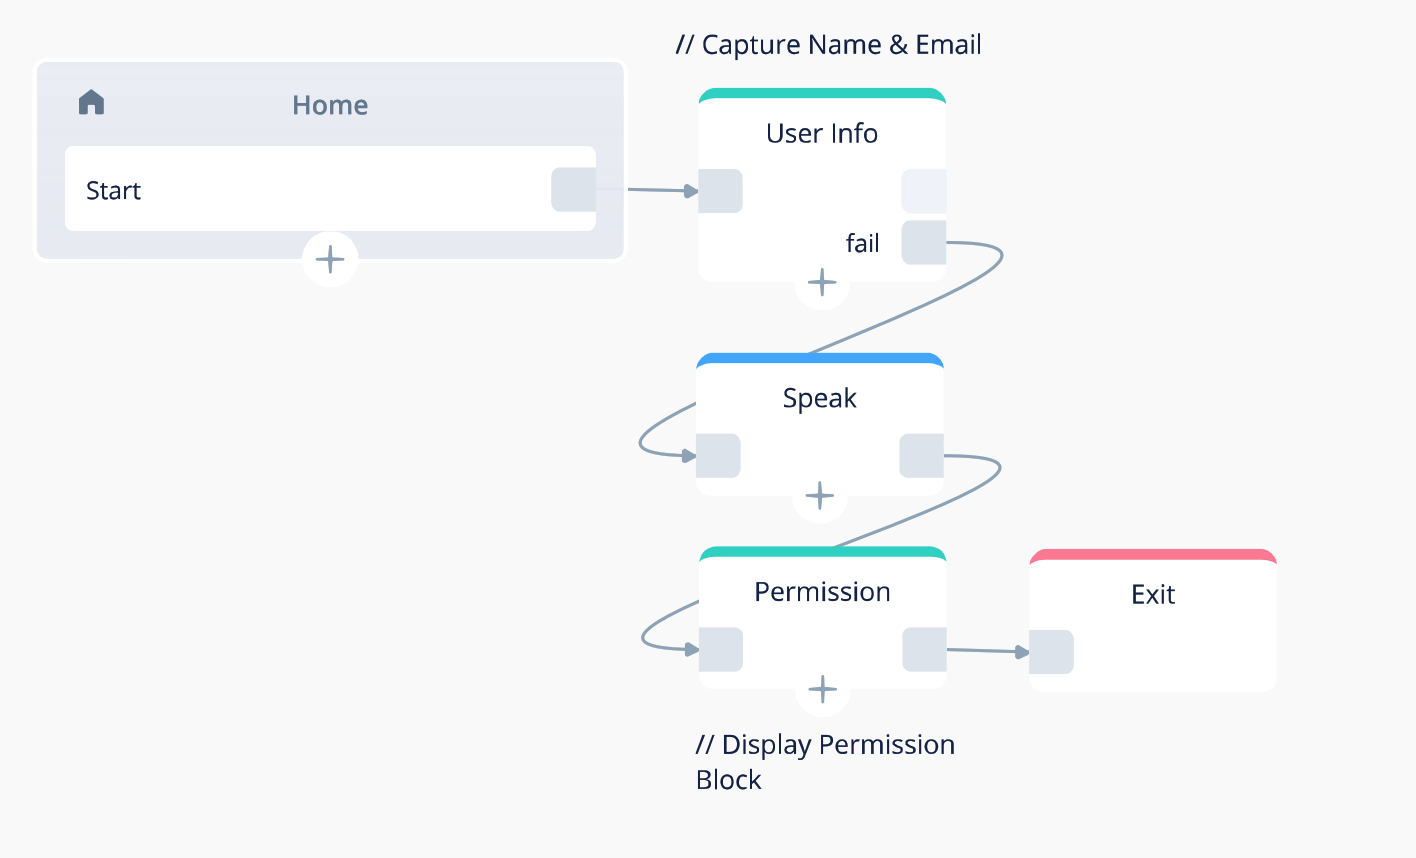 // Capture Name & Email
Home
User Info
Start
fail
Speak
Permission
Exit
// Display Permission
Block